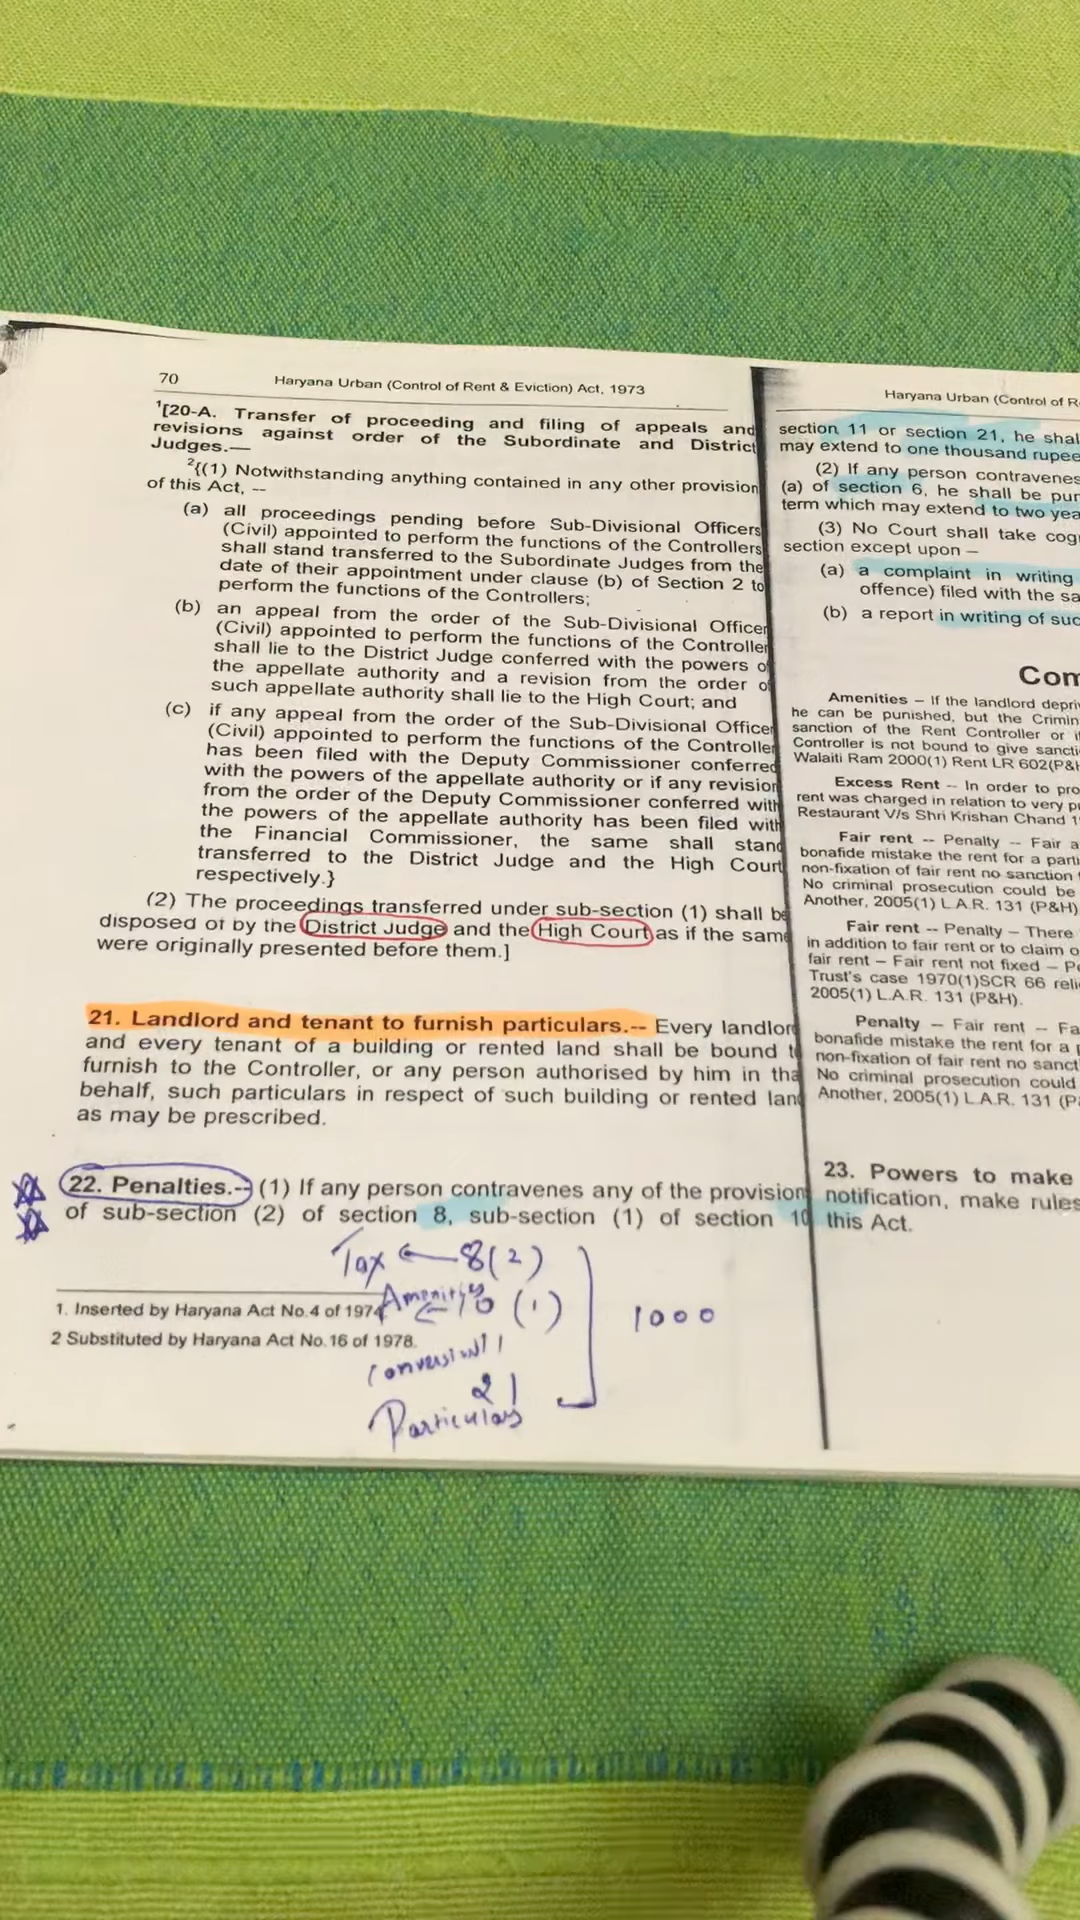 70
Haryana Urban (Control of Rent & Eviction) Act, 1973
¹[20-A. Transfer of proceeding and filing of appeals and
revisions against order of the Subordinate and District
Judges.—
²{(1) Notwithstanding anything contained in any other provision
of this Act, --
(a) all proceedings pending before Sub-Divisional Officers
(Civil) appointed to perform the functions of the Controllers
shall stand transferred to the Subordinate Judges from the
date of their appointment under clause (b) of Section 2 to
perform the functions of the Controllers;
(b) an appeal from the order of the Sub-Divisional Officer
(Civil) appointed to perform the functions of the Controller
shall lie to the District Judge conferred with the powers o
the appellate authority and a revision from the order o
such appellate authority shall lie to the High Court; and
(c) if any appeal from the order of the Sub-Divisional Office
(Civil) appointed to perform the functions of the Controller
has been filed with the Deputy Commissioner conferred
with the powers of the appellate authority or if any revision
from the order of the Deputy Commissioner conferred with
the powers of the appellate authority has been filed with
the Financial Commissioner, the same shall stand
transferred to the District Judge and the High Court
respectively.}
(2) The proceedings transferred under sub-section (1) shall be
disposed of by the District Judge and the High Court as if the same
were originally presented before them.]
21. Landlord and tenant to furnish particulars.-- Every landlor
and every tenant of a building or rented land shall be bound t
furnish to the Controller, or any person authorised by him in tha
behalf, such particulars in respect of such building or rented lan
as may be prescribed.
22. Penalties.-- (1) If any person contravenes any of the provision
of sub-section (2) of section 8, sub-section (1) of section 10
Tax ← 8(2)
Amenities ← 10 (1)
Conversion 11
21
Particulars
1000
1. Inserted by Haryana Act No.4 of 1974
2 Substituted by Haryana Act No.16 of 1978.
Haryana Urban (Control of R
section 11 or section 21, he shal
may extend to one thousand rupee
(2) If any person contravenes
(a) of section 6, he shall be pun
term which may extend to two yea
(3) No Court shall take cog
section except upon –
(a) a complaint in writing
offence) filed with the sa
(b) a report in writing of suc
Com
Amenities – If the landlord depri
he can be punished, but the Crimin
sanction of the Rent Controller or i
Controller is not bound to give sancti
Walaiti Ram 2000(1) Rent LR 602(P&H
Excess Rent -- In order to pro
rent was charged in relation to very p
Restaurant V/s Shri Krishan Chand 1
Fair rent -- Penalty -- Fair a
bonafide mistake the rent for a parti
non-fixation of fair rent no sanction
No criminal prosecution could be
Another, 2005(1) L.A.R. 131 (P&H)
Fair rent -- Penalty – There
in addition to fair rent or to claim o
fair rent – Fair rent not fixed – Pe
Trust's case 1970(1)SCR 66 reli
2005(1) L.A.R. 131 (P&H).
Penalty – Fair rent – Fa
bonafide mistake the rent for a p
non-fixation of fair rent no sanct
No criminal prosecution could
Another, 2005(1) L.A.R. 131 (P
23. Powers to make
notification, make rules
this Act.